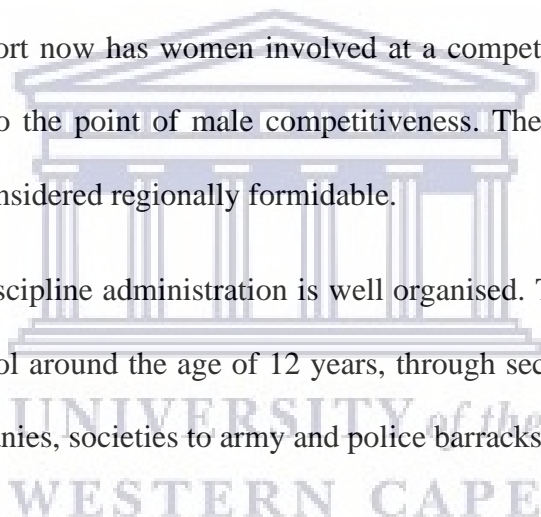 ort now has women involved at a compet
o the point of male competitiveness. The
nsidered regionally formidable.
scipline administration is well organised. T
ol around the age of 12 years, through sec
UNIVERSITY of the
anies, societies to army and police barracks
WESTERN CAPE